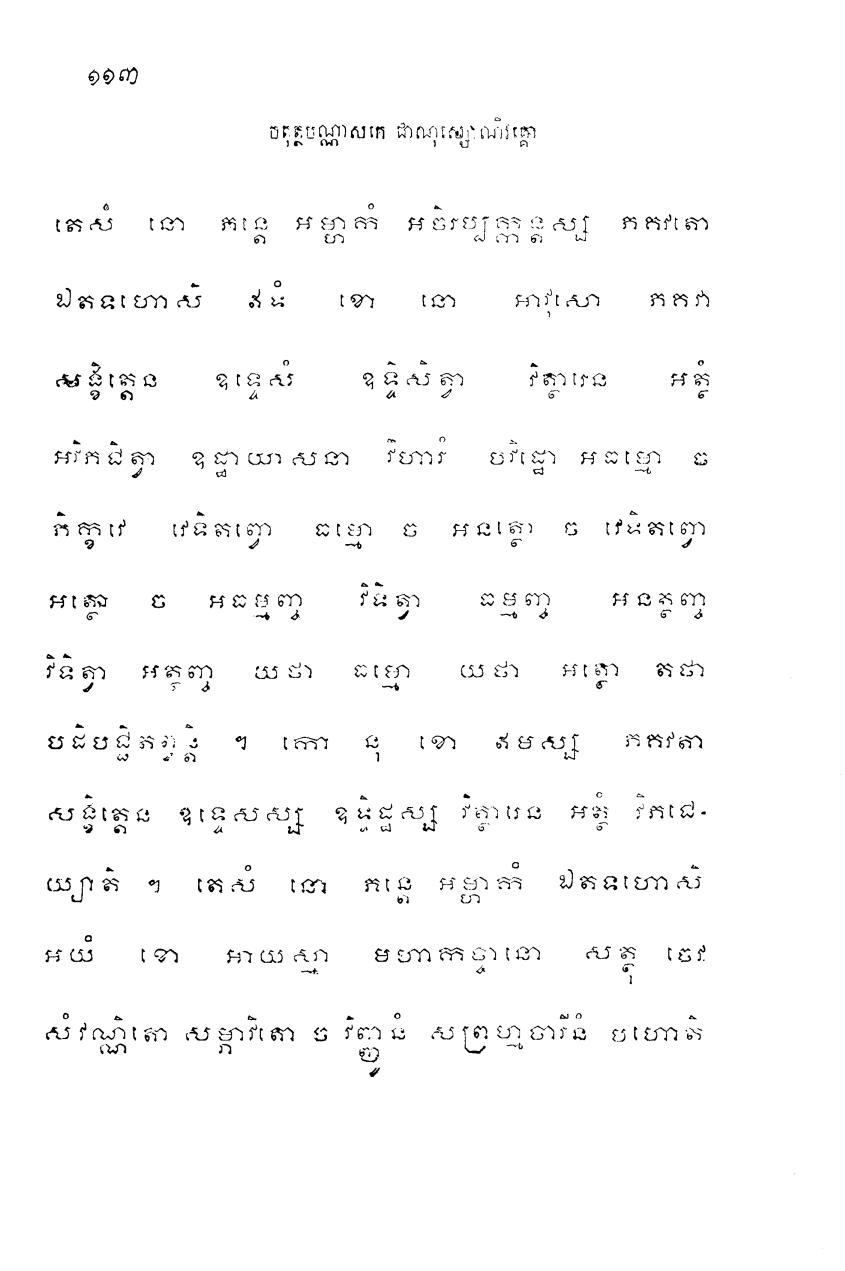 ១១៣
ចតុត្ថបណ្ណាសកេ ជាណុស្សោណិវគ្គោ
តេសំ នោ ភន្តេ អម្ហាកំ អចិរប្បក្កន្តស្ស ភគវតោ
ឯតទហោសិ ឥទំ ខោ នោ អាវុសោ ភគវា
សង្ខិត្តេន ឧទ្ទេសំ ឧទ្ទិសិត្វា វិត្ថារេន អត្ថំ
អវិភជិត្វា ឧដ្ឋាយាសនា វិហារំ បវិដ្ឋោ អធម្មោ ច
ភិក្ខវេ វេទិតព្វោ ធម្មោ ច អនត្ថោ ច វេទិតព្វោ
អត្ថោ ច អធម្មញ្ច វិទិត្វា ធម្មញ្ច អនត្ថញ្ច
វិទិត្វា អត្ថញ្ច យថា ធម្មោ យថា អត្ថោ តថា
បដិបជ្ជិតព្វន្តិ ។ កោ នុ ខោ ឥមស្ស ភគវតា
សង្ខិត្តេន ឧទ្ទេសស្ស ឧទ្ទិដ្ឋស្ស វិត្ថារេន អត្ថំ វិភជេ-
យ្យាតិ ។ តេសំ នោ ភន្តេ អម្ហាកំ ឯតទហោសិ
អយំ ខោ អាយស្មា មហាកច្ចានោ សត្ថុ ចេវ
សំវណ្ណិតោ សម្ភាវិតោ ច វិញ្ញូនំ សព្រហ្មចារីនំ បហោតិ